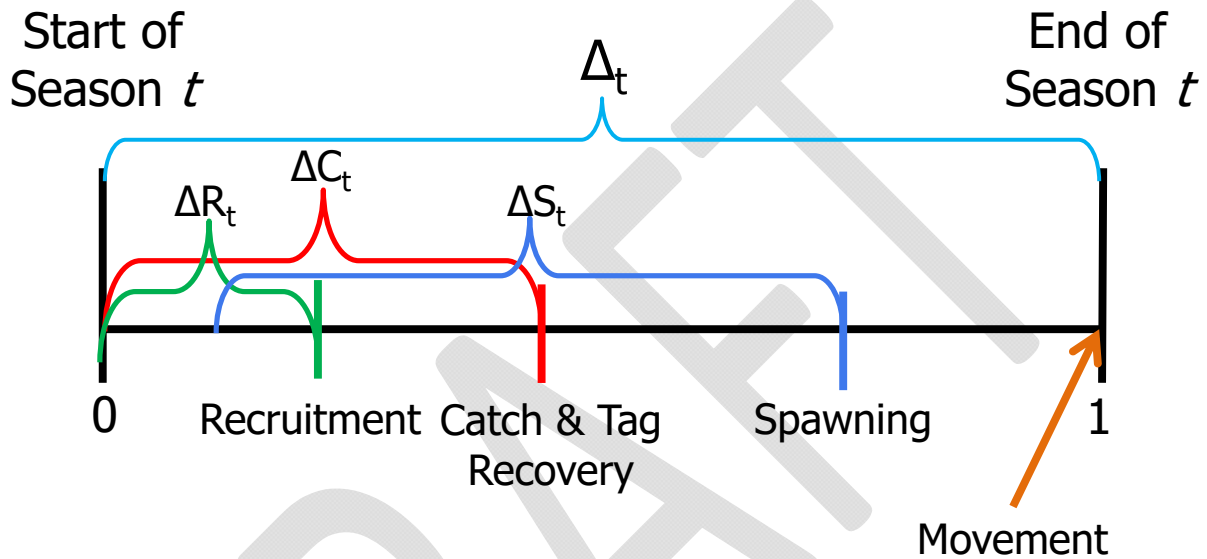 Start of
Season t
End of
Season t
Δt
ΔRt
ΔCt
ΔSt
0
Recruitment
Catch & Tag
Recovery
Spawning
1
Movement
DRAFT